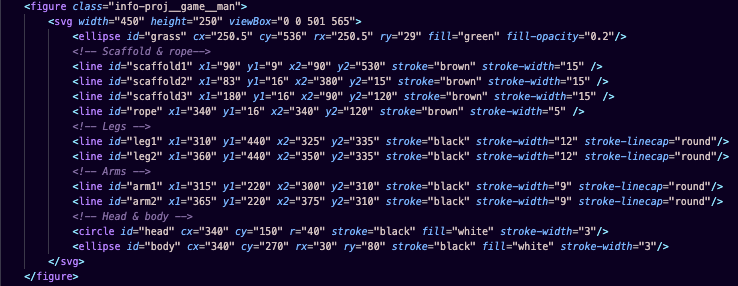 <figure class="info-proj__game__man">
<svg width="450" height="250" viewBox="0 0 501 565">
<ellipse id="grass" cx="250.5" cy="536" rx="250.5" ry="29" fill="green" fill-opacity="0.2"/>
<!-- Scaffold & rope-->
<line id="scaffold1" x1="90" y1="9" x2="90" y2="530" stroke="brown" stroke-width="15" />
<line id="scaffold2" x1="83" y1="16" x2="380" y2="15" stroke="brown" stroke-width="15" />
<line id="scaffold3" x1="180" y1="16" x2="90" y2="120" stroke="brown" stroke-width="15" />
<line id="rope" x1="340" y1="16" x2="340" y2="120" stroke="brown" stroke-width="5" />
<!-- Legs -->
<line id="leg1" x1="310" y1="440" x2="325" y2="335" stroke="black" stroke-width="12" stroke-linecap="round"/>
<line id="leg2" x1="360" y1="440" x2="350" y2="335" stroke="black" stroke-width="12" stroke-linecap="round"/>
<!-- Arms -->
<line id="arm1" x1="315" y1="220" x2="300" y2="310" stroke="black" stroke-width="9" stroke-linecap="round"/>
<line id="arm2" x1="365" y1="220" x2="375" y2="310" stroke="black" stroke-width="9" stroke-linecap="round"/>
<!-- Head & body -->
<circle id="head" cx="340" cy="150" r="40" stroke="black" fill="white" stroke-width="3"/>
<ellipse id="body" cx="340" cy="270" rx="30" ry="80" stroke="black" fill="white" stroke-width="3"/>
</svg>
</figure>